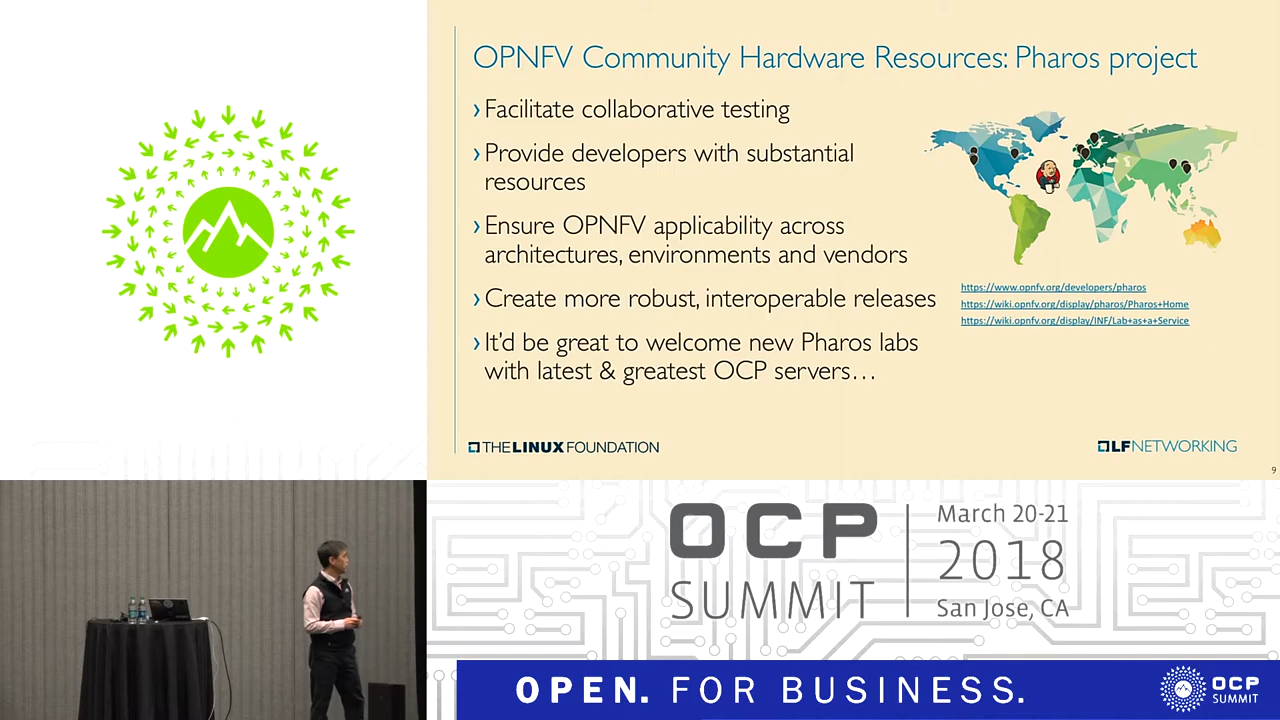 OPNFV Community Hardware Resources: Pharos project
› Facilitate collaborative testing
› Provide developers with substantial
resources
› Ensure OPNFV applicability across
architectures, environments and vendors
› Create more robust, interoperable releases
› It'd be great to welcome new Pharos labs
with latest & greatest OCP servers…
https://www.opnfv.org/developers/pharos
https://wiki.opnfv.org/display/pharos/Pharos+Home
https://wiki.opnfv.org/display/INF/Lab+as+a+Service
THE LINUX FOUNDATION
LFNETWORKING
9
OCP
SUMMIT
March 20-21
2018
San Jose, CA
OPEN. FOR BUSINESS.
OCP
SUMMIT